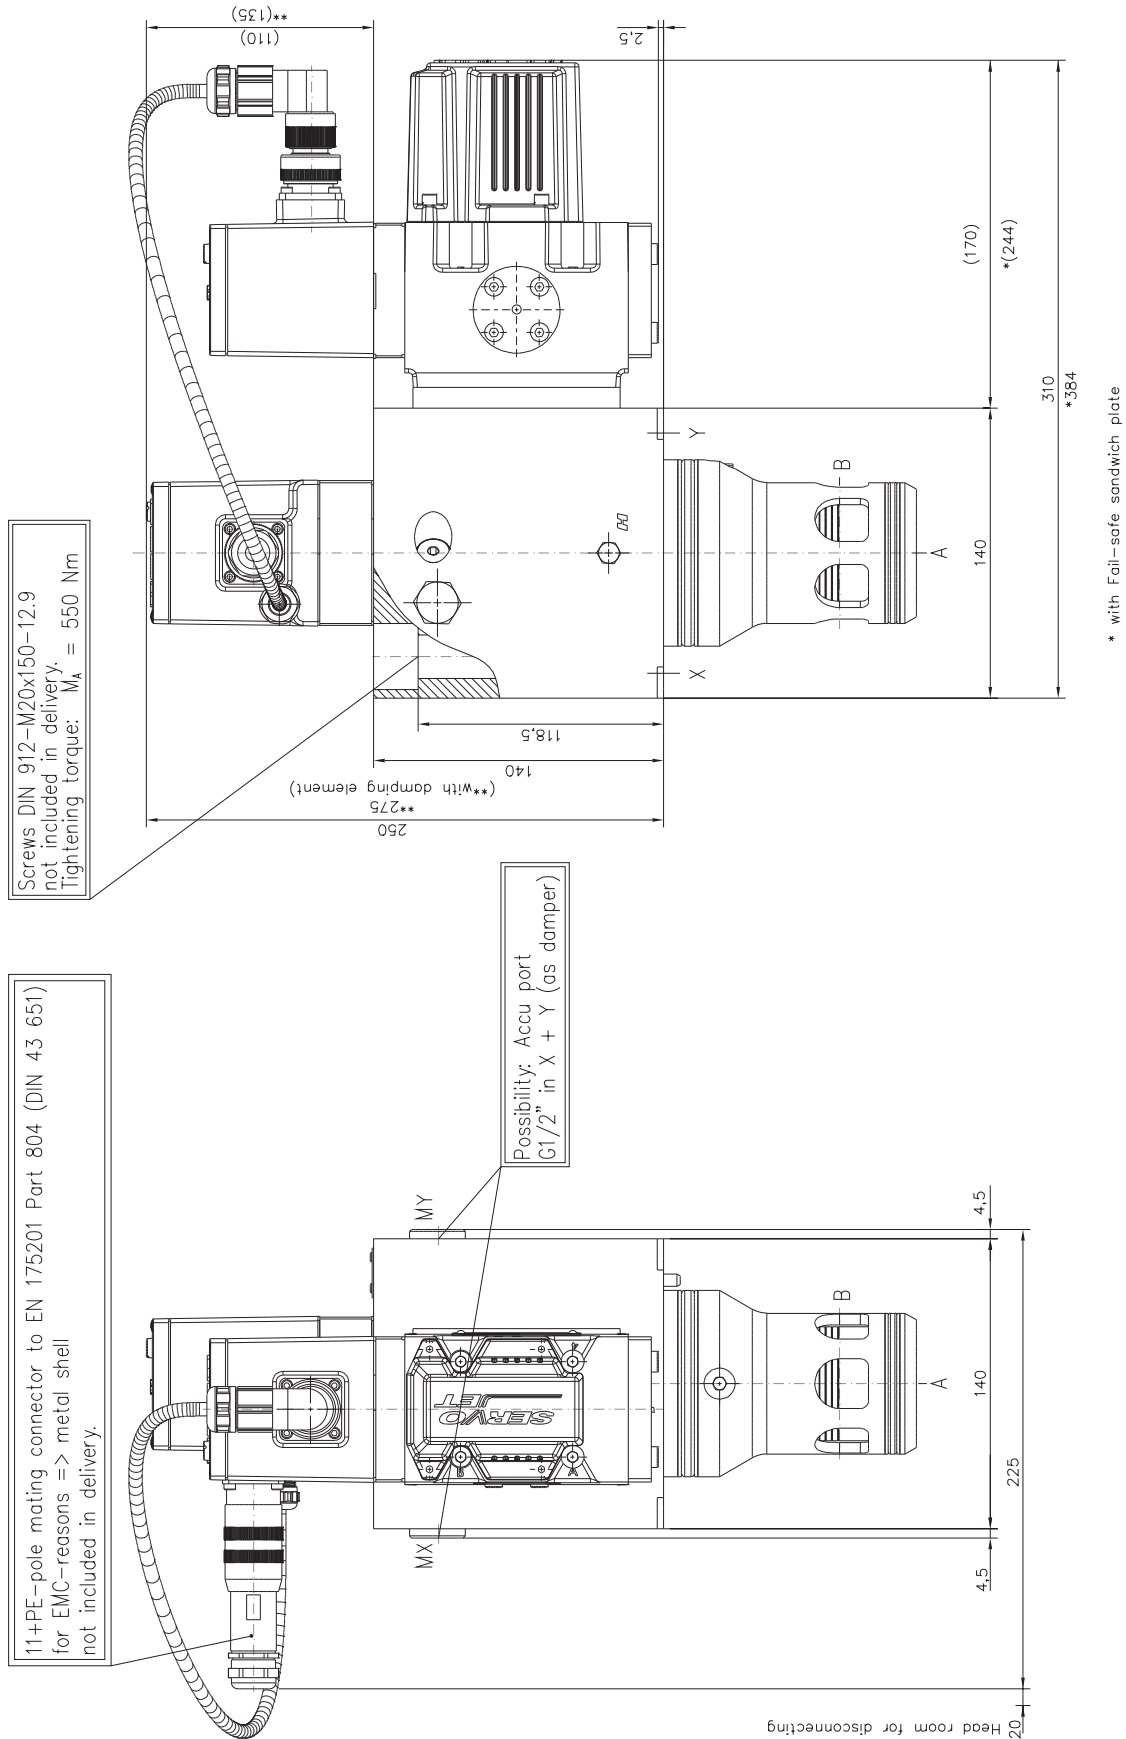 **(135)
(110)
2,5
Screws DIN 912-M20x150-12.9
not included in delivery.
Tightening torque: MA = 550 Nm
(170)
*(244)
310
*384
Y
B
A
X
140
118,5
140
(**with damping element)
**275
250
* with Fail-safe sandwich plate
11+PE-pole mating connector to EN 175201 Part 804 (DIN 43 651)
for EMC-reasons => metal shell
not included in delivery.
Possibility: Accu port
G1/2" in X + Y (as damper)
MY
MX
SERVO
JET
A
B
A
B
A
4,5
140
225
4,5
20
Head room for disconnecting